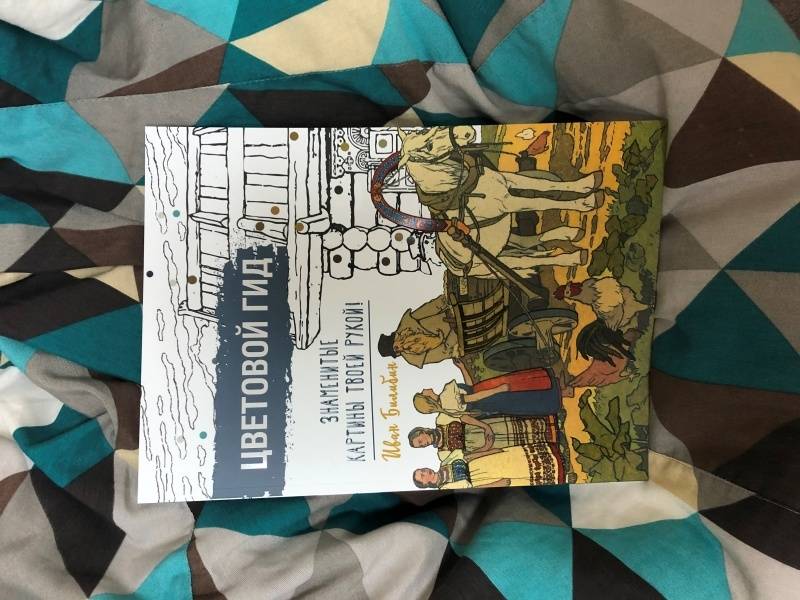 ЦВЕТОВОЙ ГИД
ЗНАМЕНИТЫЕ
КАРТИНЫ ТВОЕЙ РУКОЙ!
Иван Билибин